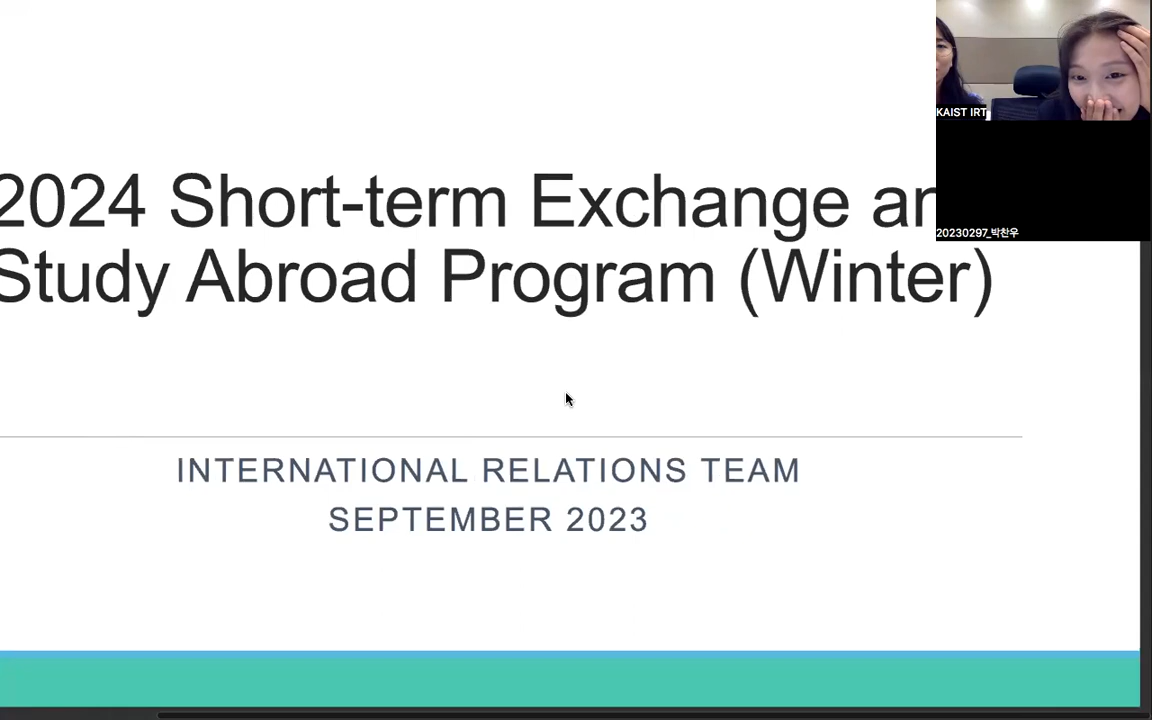 2024 Short-term Exchange an
Study Abroad Program (Winter)
INTERNATIONAL RELATIONS TEAM
SEPTEMBER 2023
KAIST IRT
20230297_박찬우